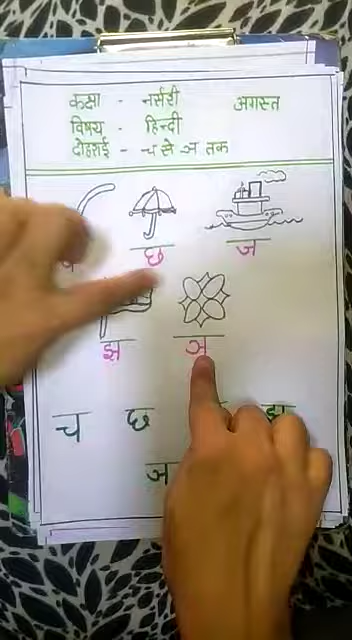 कक्षा - नर्सरी अगस्त
विषय - हिन्दी
दोहराई - च से ञ तक
छ ज
झ ञ
च छ झ
ञ